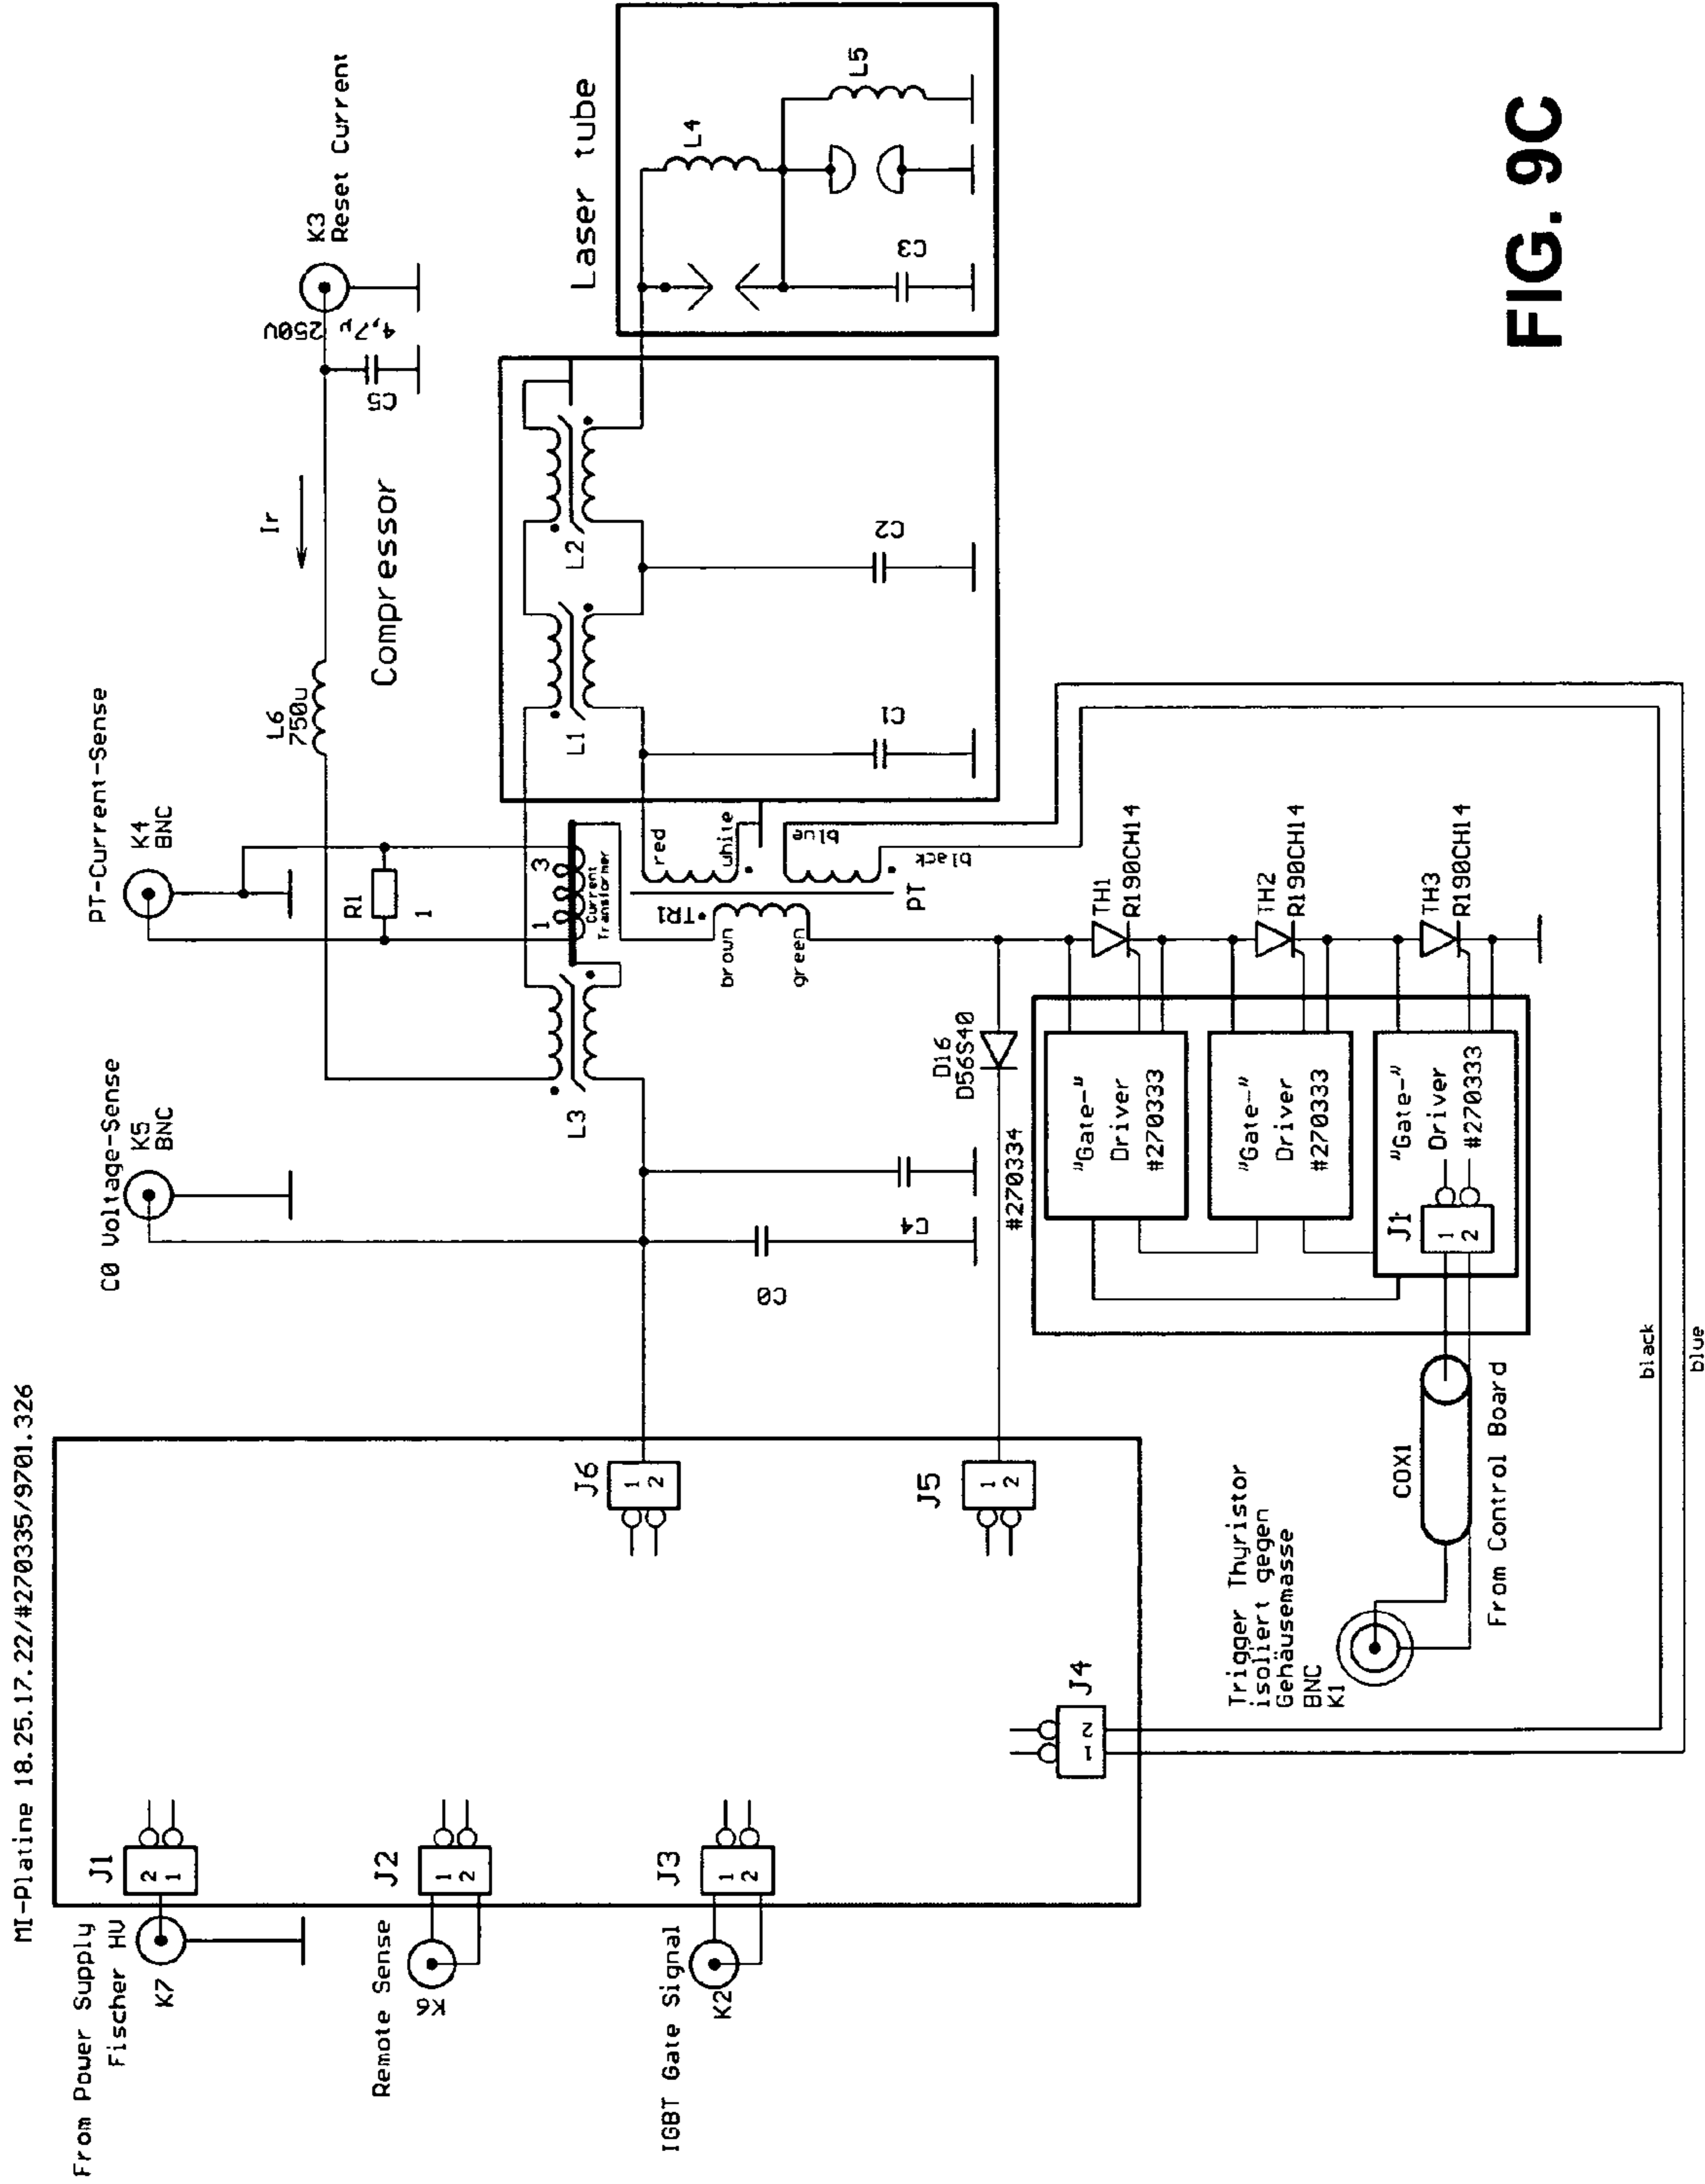 MI-Platine 18.25.17.22/#270335/9701.326
From Power Supply
Fischer HV
K7
J1
2
1
Remote Sense
K6
J2
1
2
IGBT Gate Signal
K2
J3
1
2
J4
1
2
J6
1
2
J5
1
2
C0 Voltage-Sense
K5
BNC
C0
C4
L3
PT-Current-Sense
K4
BNC
R1
1
1
3
Current
Transformer
L6
750u
Ir
K3
Reset Current
C5
4,7µ
250V
Compressor
L1
L2
C1
C2
Laser tube
L4
L5
C3
TR1
PT
red
white
blue
black
brown
green
D16
D56S40
#270334
TH1
R190CH14
TH2
R190CH14
TH3
R190CH14
"Gate-"
Driver
#270333
"Gate-"
Driver
#270333
"Gate-"
Driver
#270333
J1
1
2
Trigger Thyristor
isoliert gegen
Gehäusemasse
BNC
K1
COX1
From Control Board
black
blue
FIG. 9C